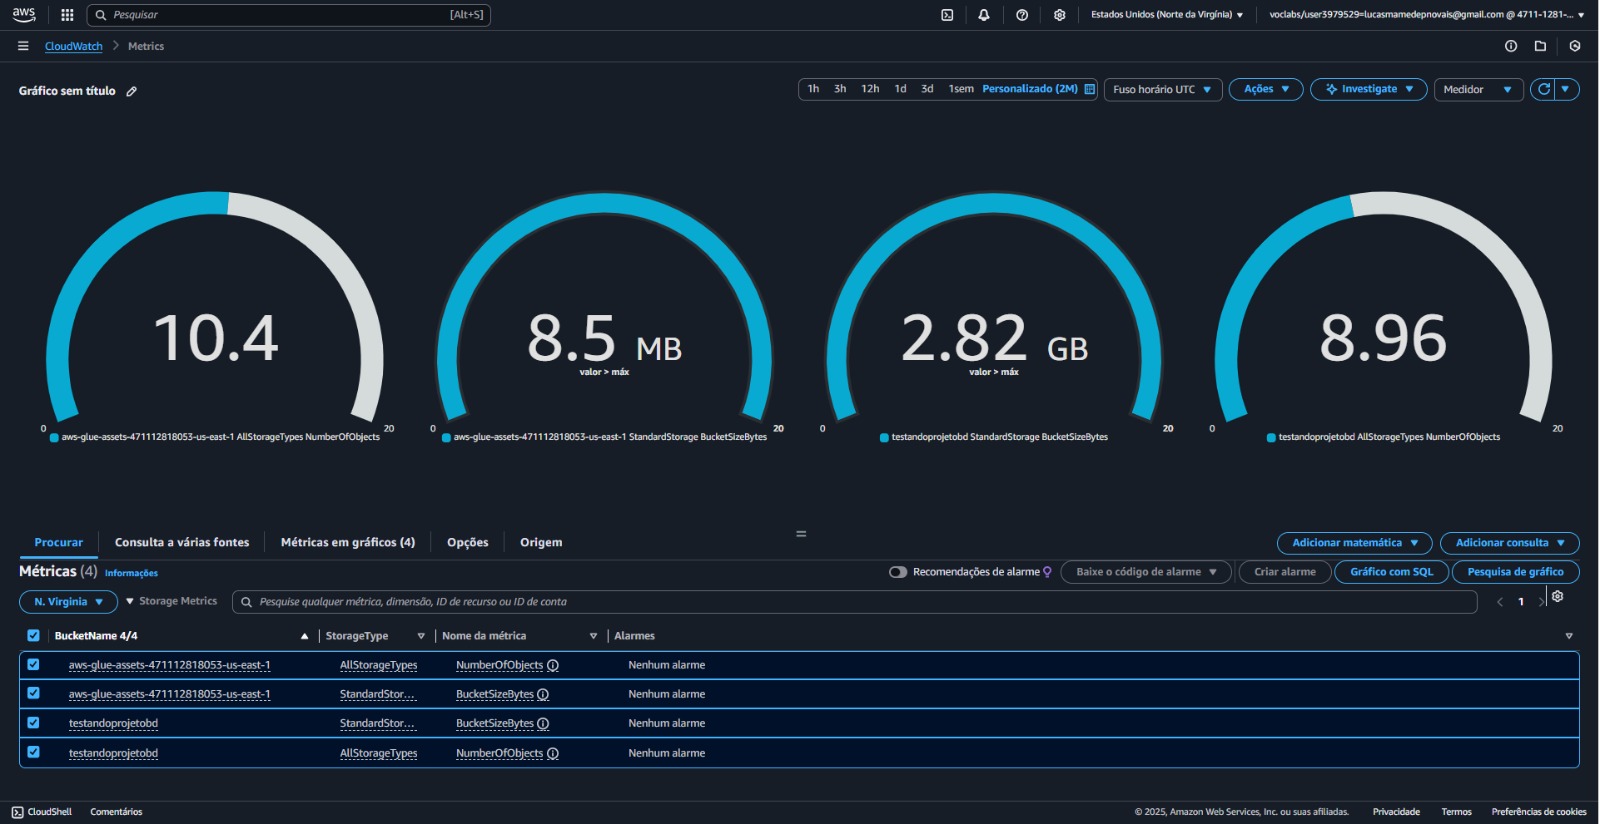 aws
Pesquisar [Alt+S] Estados Unidos (Norte da Virgínia) voclabs/user3979529=lucasmamedepnovais@gmail.com @ 4711-1281-...
CloudWatch > Metrics
Gráfico sem título
1h 3h 12h 1d 3d 1sem Personalizado (2M) Fuso horário UTC Ações Investigate Medidor
10.4
0 20
aws-glue-assets-471112818053-us-east-1 AllStorageTypes NumberOfObjects
8.5 MB
valor > máx
0 20
aws-glue-assets-471112818053-us-east-1 StandardStorage BucketSizeBytes
2.82 GB
valor > máx
0 20
testandoprojetobd StandardStorage BucketSizeBytes
8.96
0 20
testandoprojetobd AllStorageTypes NumberOfObjects
Procurar Consulta a várias fontes Métricas em gráficos (4) Opções Origem Adicionar matemática Adicionar consulta
Métricas (4) Informações Recomendações de alarme Baixe o código de alarme Criar alarme Gráfico com SQL Pesquisa de gráfico
N. Virginia Storage Metrics Pesquise qualquer métrica, dimensão, ID de recurso ou ID de conta < 1 >
BucketName 4/4 StorageType Nome da métrica Alarmes
aws-glue-assets-471112818053-us-east-1 AllStorageTypes NumberOfObjects Nenhum alarme
aws-glue-assets-471112818053-us-east-1 StandardStor... BucketSizeBytes Nenhum alarme
testandoprojetobd StandardStor... BucketSizeBytes Nenhum alarme
testandoprojetobd AllStorageTypes NumberOfObjects Nenhum alarme
CloudShell Comentários © 2025, Amazon Web Services, Inc. ou suas afiliadas. Privacidade Termos Preferências de cookies